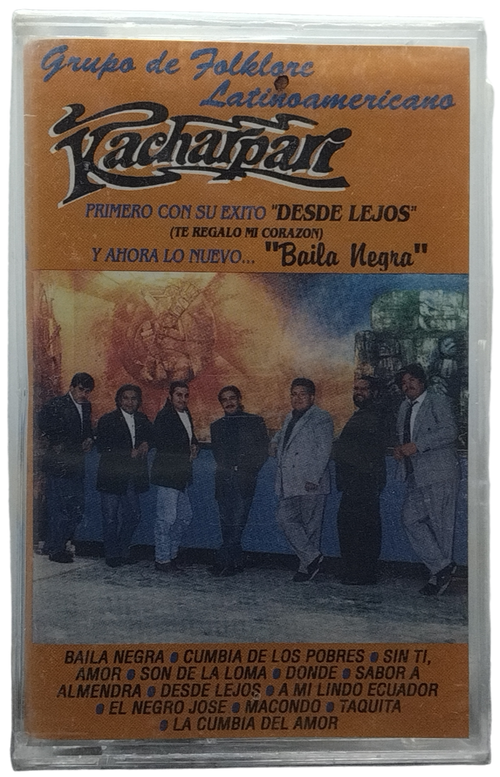 Grupo de Folklore
Latinoamericano
Kacharpari
PRIMERO CON SU EXITO "DESDE LEJOS"
(TE REGALO MI CORAZON)
Y AHORA LO NUEVO... "Baila Negra"
BAILA NEGRA • CUMBIA DE LOS POBRES • SIN TI,
AMOR • SON DE LA LOMA • DONDE • SABOR A
ALMENDRA • DESDE LEJOS • A MI LINDO ECUADOR
• EL NEGRO JOSE • MACONDO • TAQUITA
• LA CUMBIA DEL AMOR